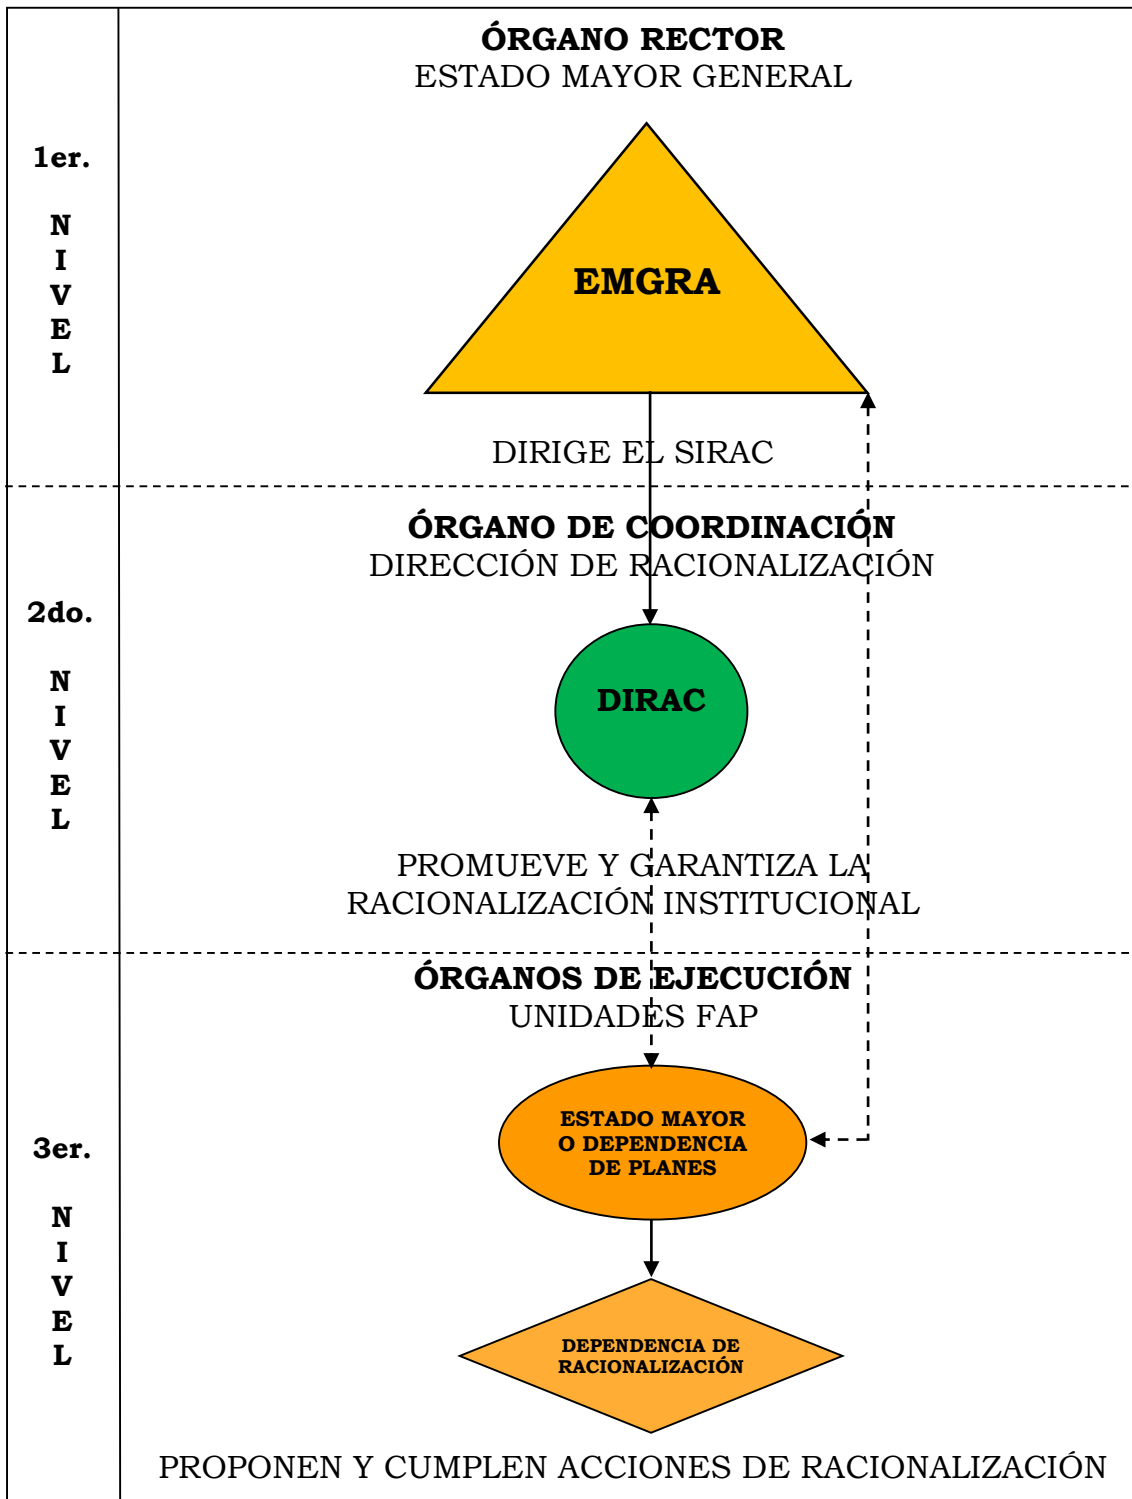 ÓRGANO RECTOR
ESTADO MAYOR GENERAL
1er.
N
I
V
E
L
EMGRA
DIRIGE EL SIRAC
ÓRGANO DE COORDINACIÓN
DIRECCIÓN DE RACIONALIZACIÓN
2do.
N
I
V
E
L
DIRAC
PROMUEVE Y GARANTIZA LA
RACIONALIZACIÓN INSTITUCIONAL
ÓRGANOS DE EJECUCIÓN
UNIDADES FAP
3er.
N
I
V
E
L
ESTADO MAYOR
O DEPENDENCIA
DE PLANES
DEPENDENCIA DE
RACIONALIZACIÓN
PROPONEN Y CUMPLEN ACCIONES DE RACIONALIZACIÓN